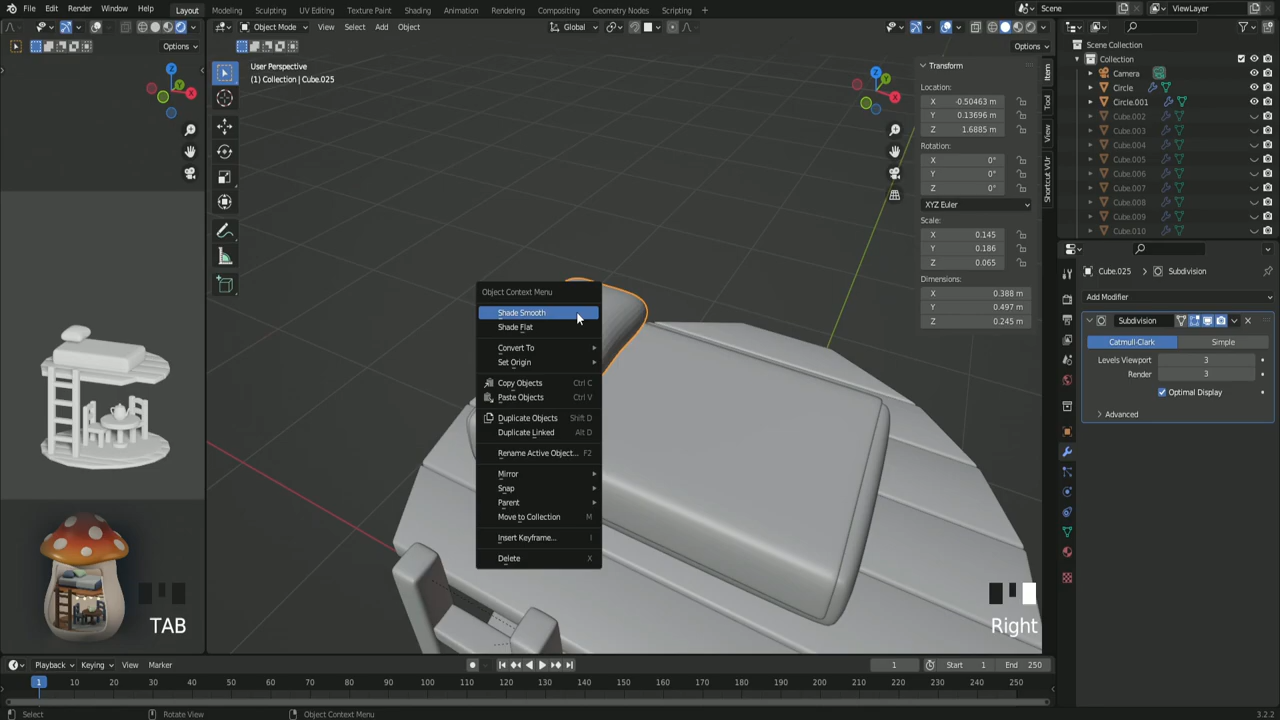 File Edit Render Window Help Layout Modeling Sculpting UV Editing Texture Paint Shading Animation Rendering Compositing Geometry Nodes Scripting + Scene ViewLayer
Object Mode View Select Add Object Global
Options Options
User Perspective
(1) Collection | Cube.025
Z
Y
X
Z
Y
X
Transform
Location:
X -0.50463 m
Y 0.13696 m
Z 1.6885 m
Rotation:
X 0°
Y 0°
Z 0°
XYZ Euler
Scale:
X 0.145
Y 0.186
Z 0.065
Dimensions:
X 0.388 m
Y 0.497 m
Z 0.245 m
Item
Tool
View
Shortcut VUr
Scene Collection
Collection
Camera
Circle
Circle.001
Cube.002
Cube.003
Cube.004
Cube.005
Cube.006
Cube.007
Cube.008
Cube.009
Cube.010
Cube.025 Subdivision
Add Modifier
Subdivision
Catmull-Clark Simple
Levels Viewport 3
Render 3
Optimal Display
Advanced
Object Context Menu
Shade Smooth
Shade Flat
Convert To
Set Origin
Copy Objects Ctrl C
Paste Objects Ctrl V
Duplicate Objects Shift D
Duplicate Linked Alt D
Rename Active Object... F2
Mirror
Snap
Parent
Move to Collection M
Insert Keyframe... I
Delete X
TAB
Right
Playback Keying View Marker 1 Start 1 End 250
1 10 20 30 40 50 60 70 80 90 100 110 120 130 140 150 160 170 180 190 200 210 220 230 240 250
Select Rotate View Object Context Menu 3.2.2